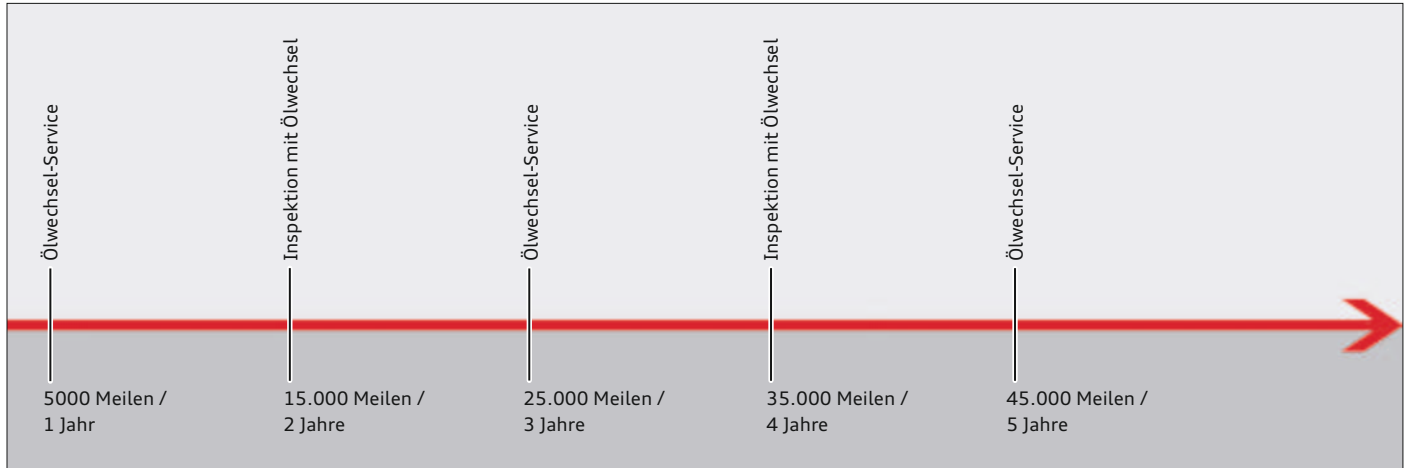 Ölwechsel-Service
Inspektion mit Ölwechsel
Ölwechsel-Service
Inspektion mit Ölwechsel
Ölwechsel-Service
5000 Meilen /
1 Jahr
15.000 Meilen /
2 Jahre
25.000 Meilen /
3 Jahre
35.000 Meilen /
4 Jahre
45.000 Meilen /
5 Jahre